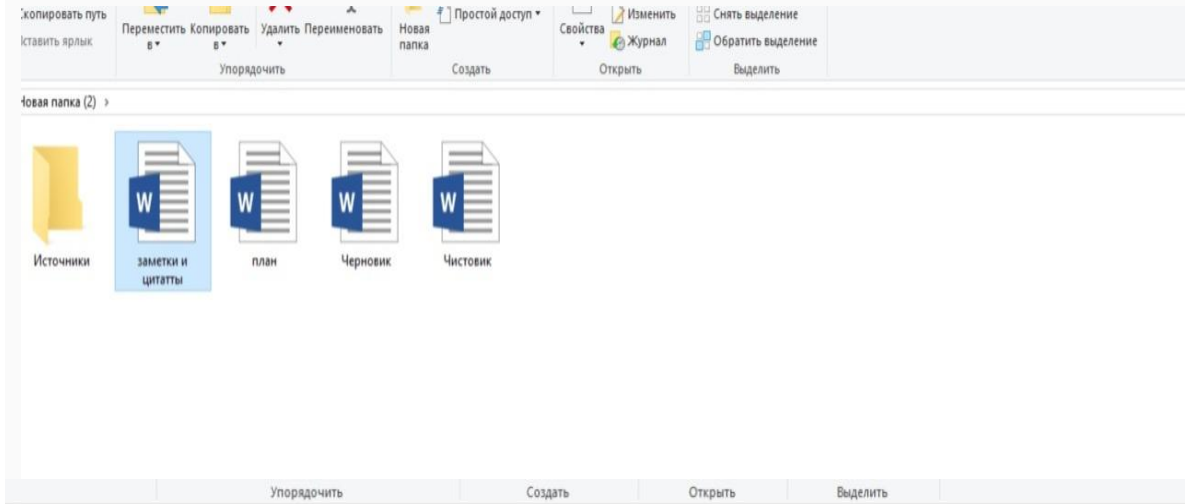 Скопировать путь
Вставить ярлык
Переместить в
Копировать в
Удалить
Переименовать
Новая папка
Простой доступ
Свойства
Изменить
Журнал
Снять выделение
Обратить выделение
Упорядочить
Создать
Открыть
Выделить
Новая папка (2)
Источники
W
заметки и
цитатты
W
план
W
Черновик
W
Чистовик
Упорядочить
Создать
Открыть
Выделить